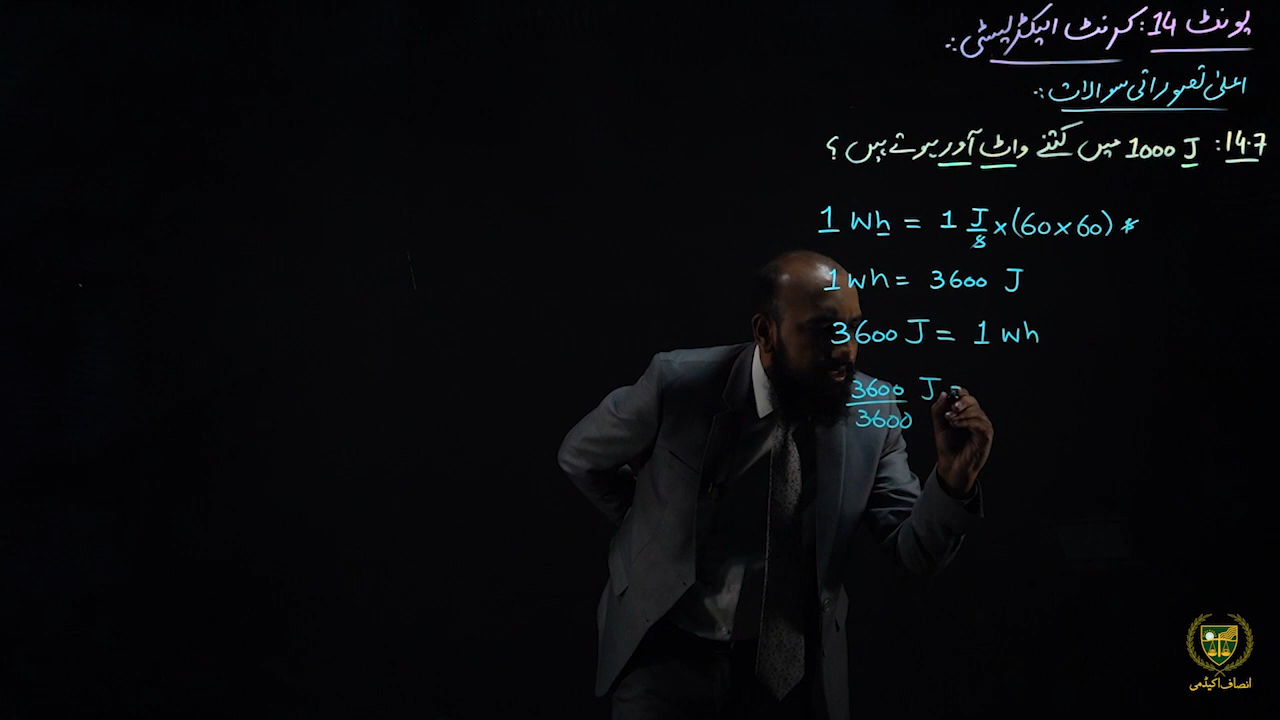 یونٹ 14: کرنٹ الیکٹریسٹی:
اعلیٰ تصوراتی سوالات:
14.7: 1000 J میں کتنے واٹ آور ہوتے ہیں؟
1 Wh = 1 J/s × (60 × 60) s
1 Wh = 3600 J
3600 J = 1 Wh
3600/3600 J =
انصاف اکیڈمی